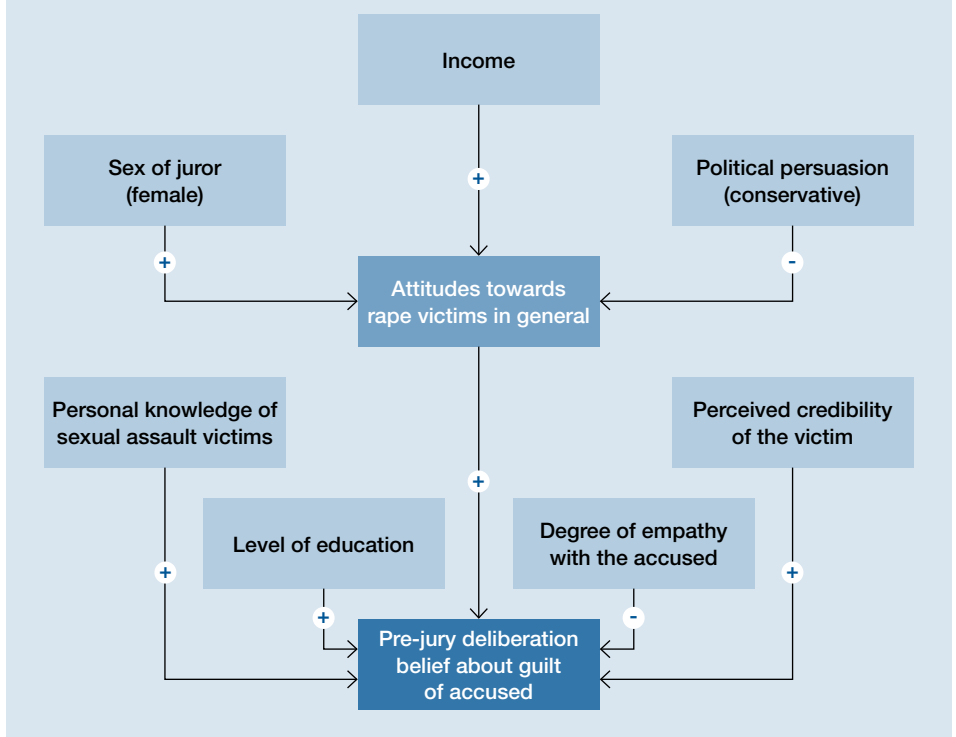 Income
Sex of juror
(female)
Political persuasion
(conservative)
+
+
-
Attitudes towards
rape victims in general
Personal knowledge of
sexual assault victims
Perceived credibility
of the victim
+
Level of education
Degree of empathy
with the accused
+
+
+
-
Pre-jury deliberation
belief about guilt
of accused